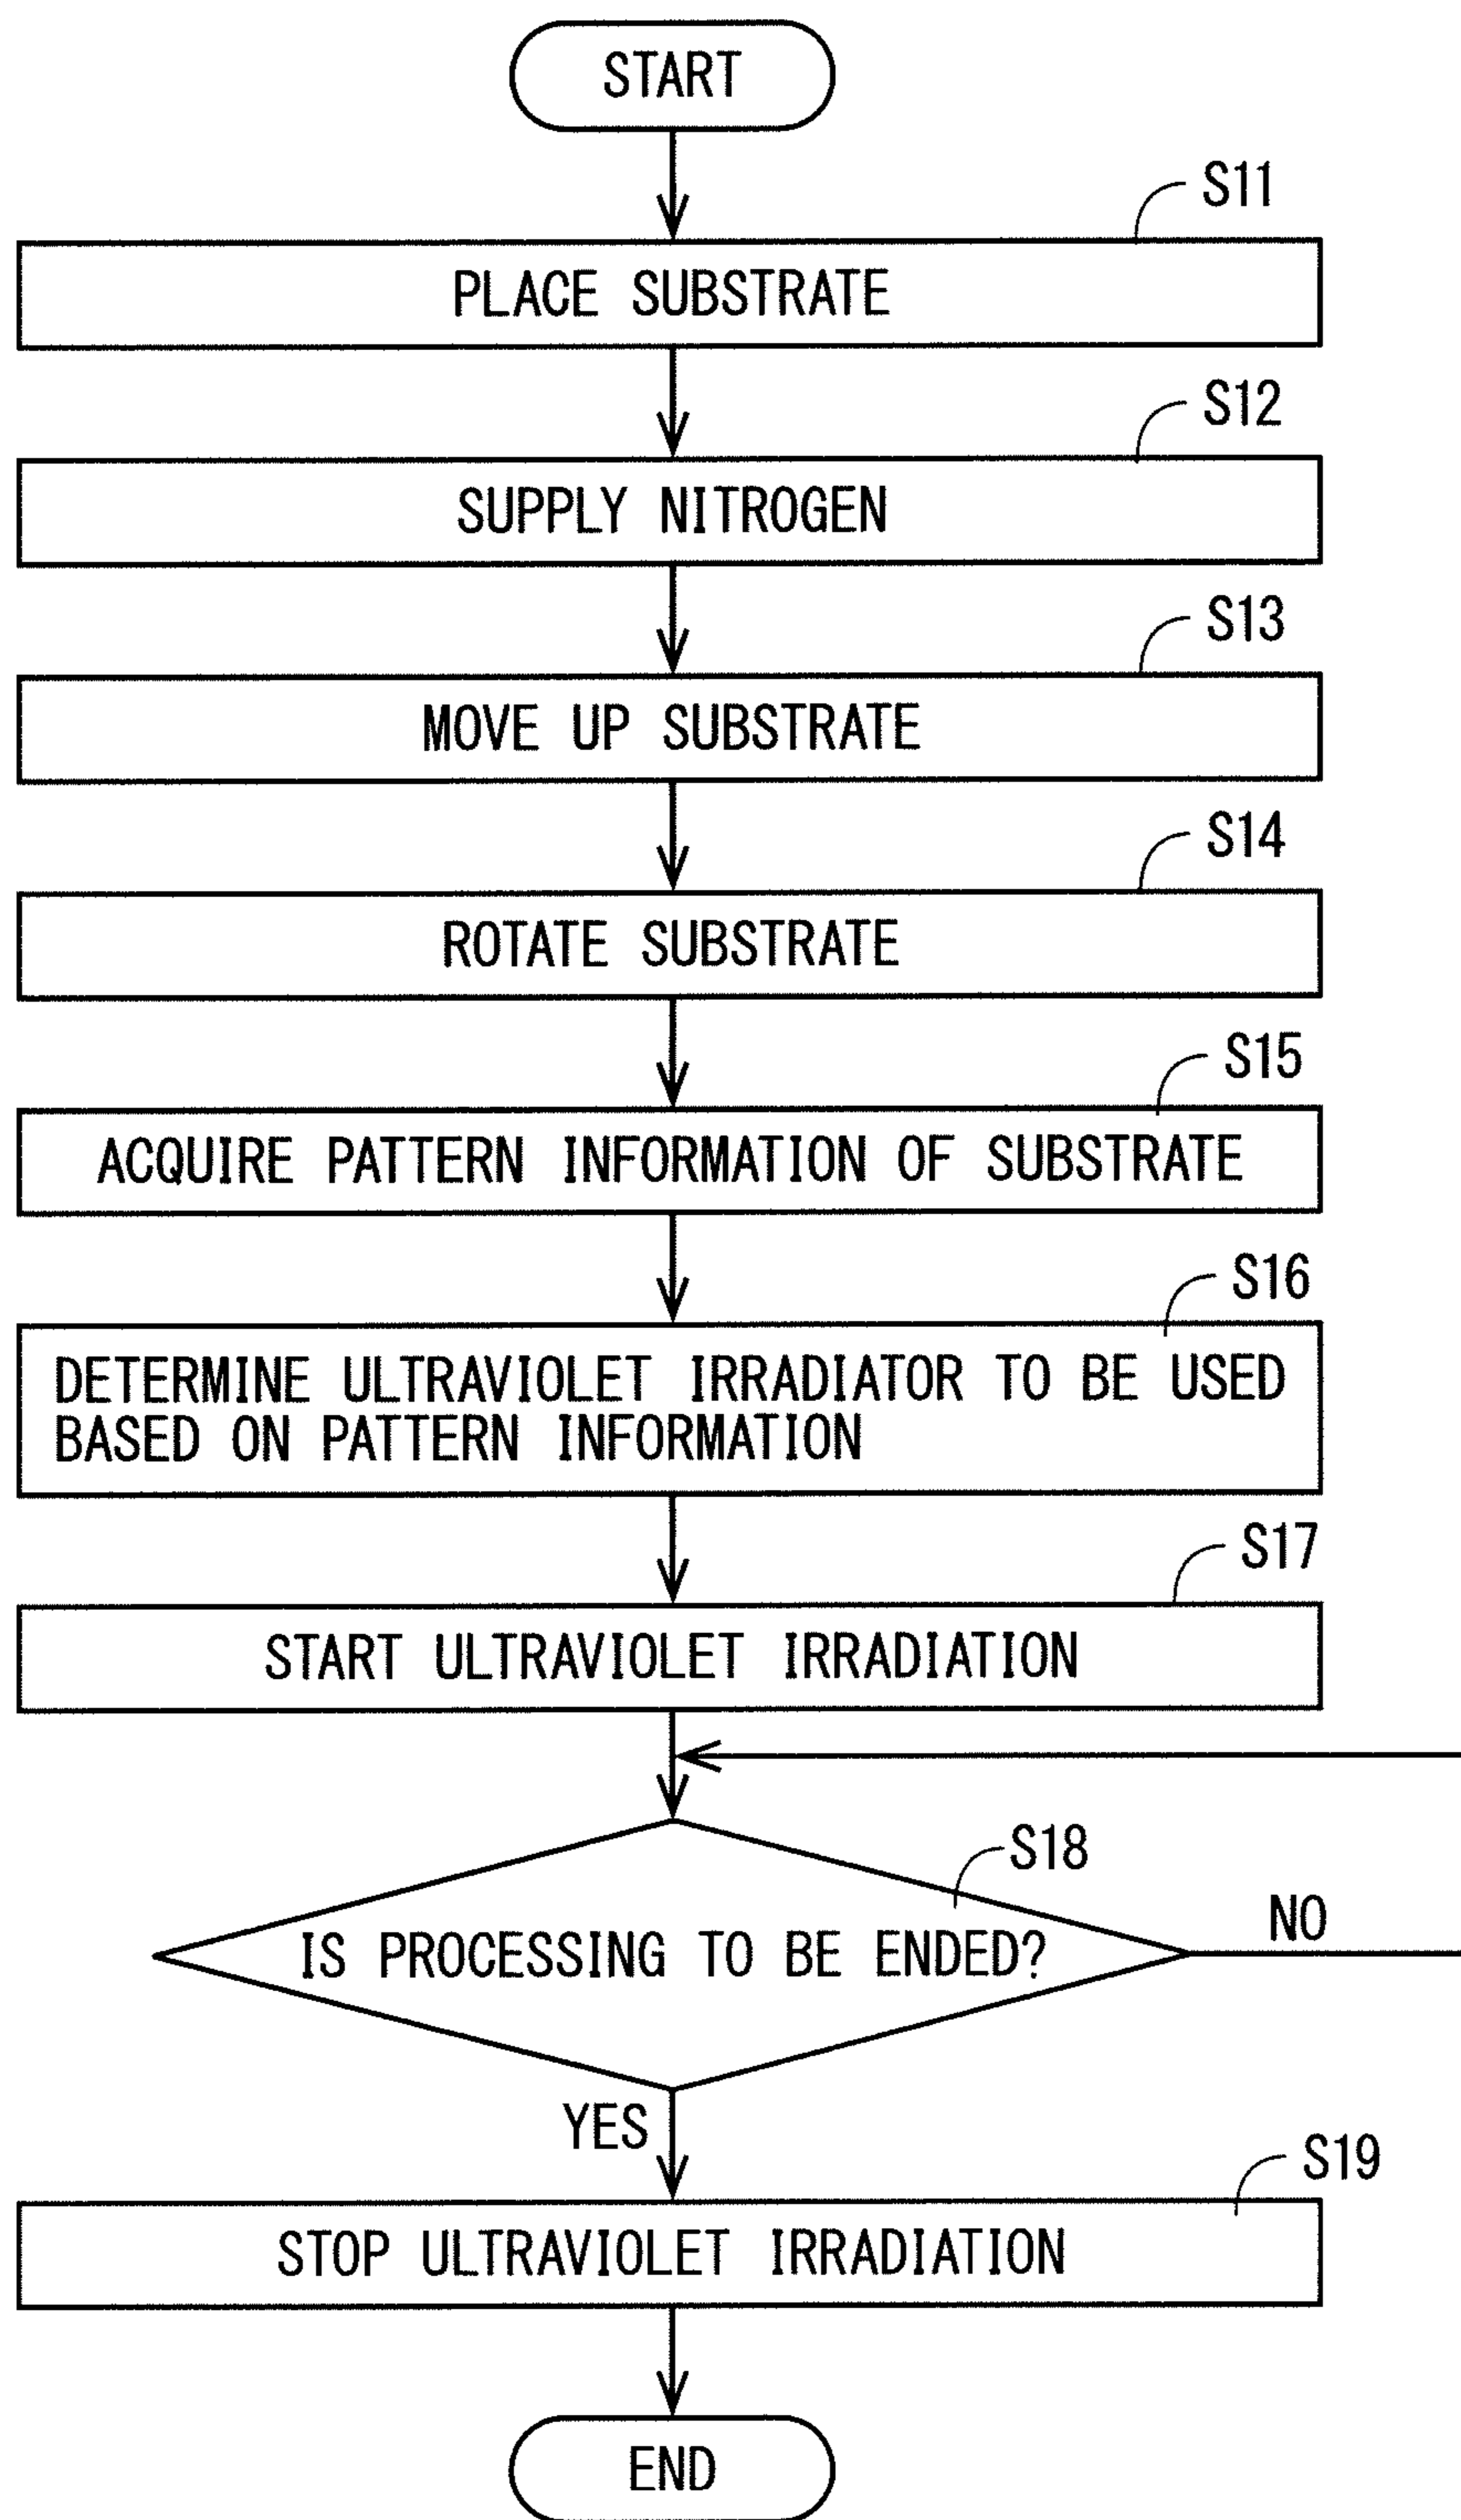 START
S11
PLACE SUBSTRATE
S12
SUPPLY NITROGEN
S13
MOVE UP SUBSTRATE
S14
ROTATE SUBSTRATE
S15
ACQUIRE PATTERN INFORMATION OF SUBSTRATE
S16
DETERMINE ULTRAVIOLET IRRADIATOR TO BE USED
BASED ON PATTERN INFORMATION
S17
START ULTRAVIOLET IRRADIATION
S18
IS PROCESSING TO BE ENDED?
NO
YES
S19
STOP ULTRAVIOLET IRRADIATION
END